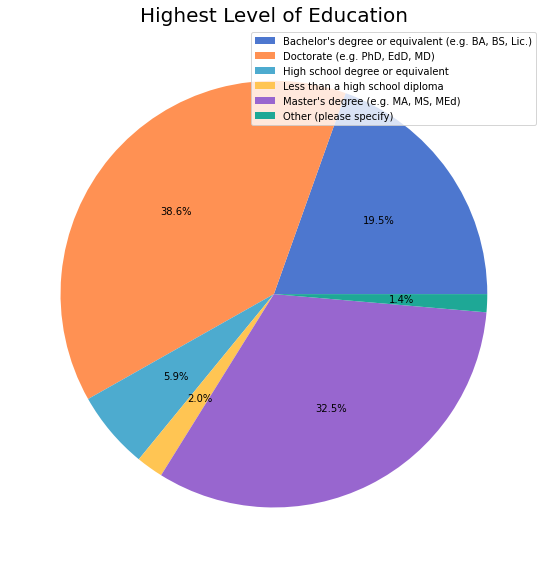 Highest Level of Education
Bachelor's degree or equivalent (e.g. BA, BS, Lic.)
Doctorate (e.g. PhD, EdD, MD)
High school degree or equivalent
Less than a high school diploma
Master's degree (e.g. MA, MS, MEd)
Other (please specify)
38.6%
19.5%
1.4%
5.9%
2.0%
32.5%